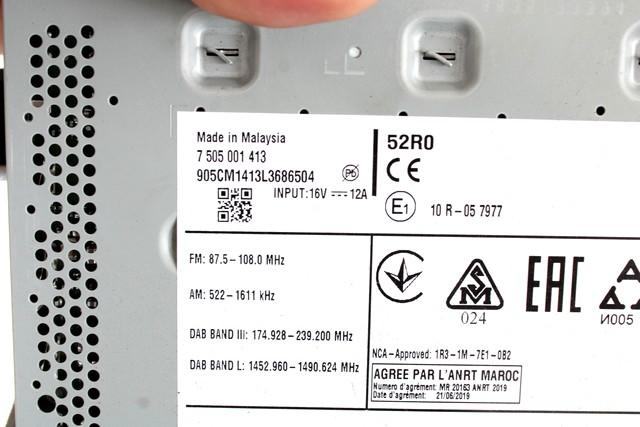 Made in Malaysia
7 505 001 413
905CM1413L3686504
Pb
INPUT:16V 12A
52R0
CE
E1
10 R-05 7977
FM: 87.5-108.0 MHz
AM: 522-1611 kHz
DAB BAND III: 174.928-239.200 MHz
DAB BAND L: 1452.960-1490.624 MHz
SM
024
EAC
И005
NCA-Approved: 1R3-1M-7E1-0B2
AGREE PAR L'ANRT MAROC
Numero d'agrément: MR 20163 ANRT 2019
Date d'agrément: 21/06/2019